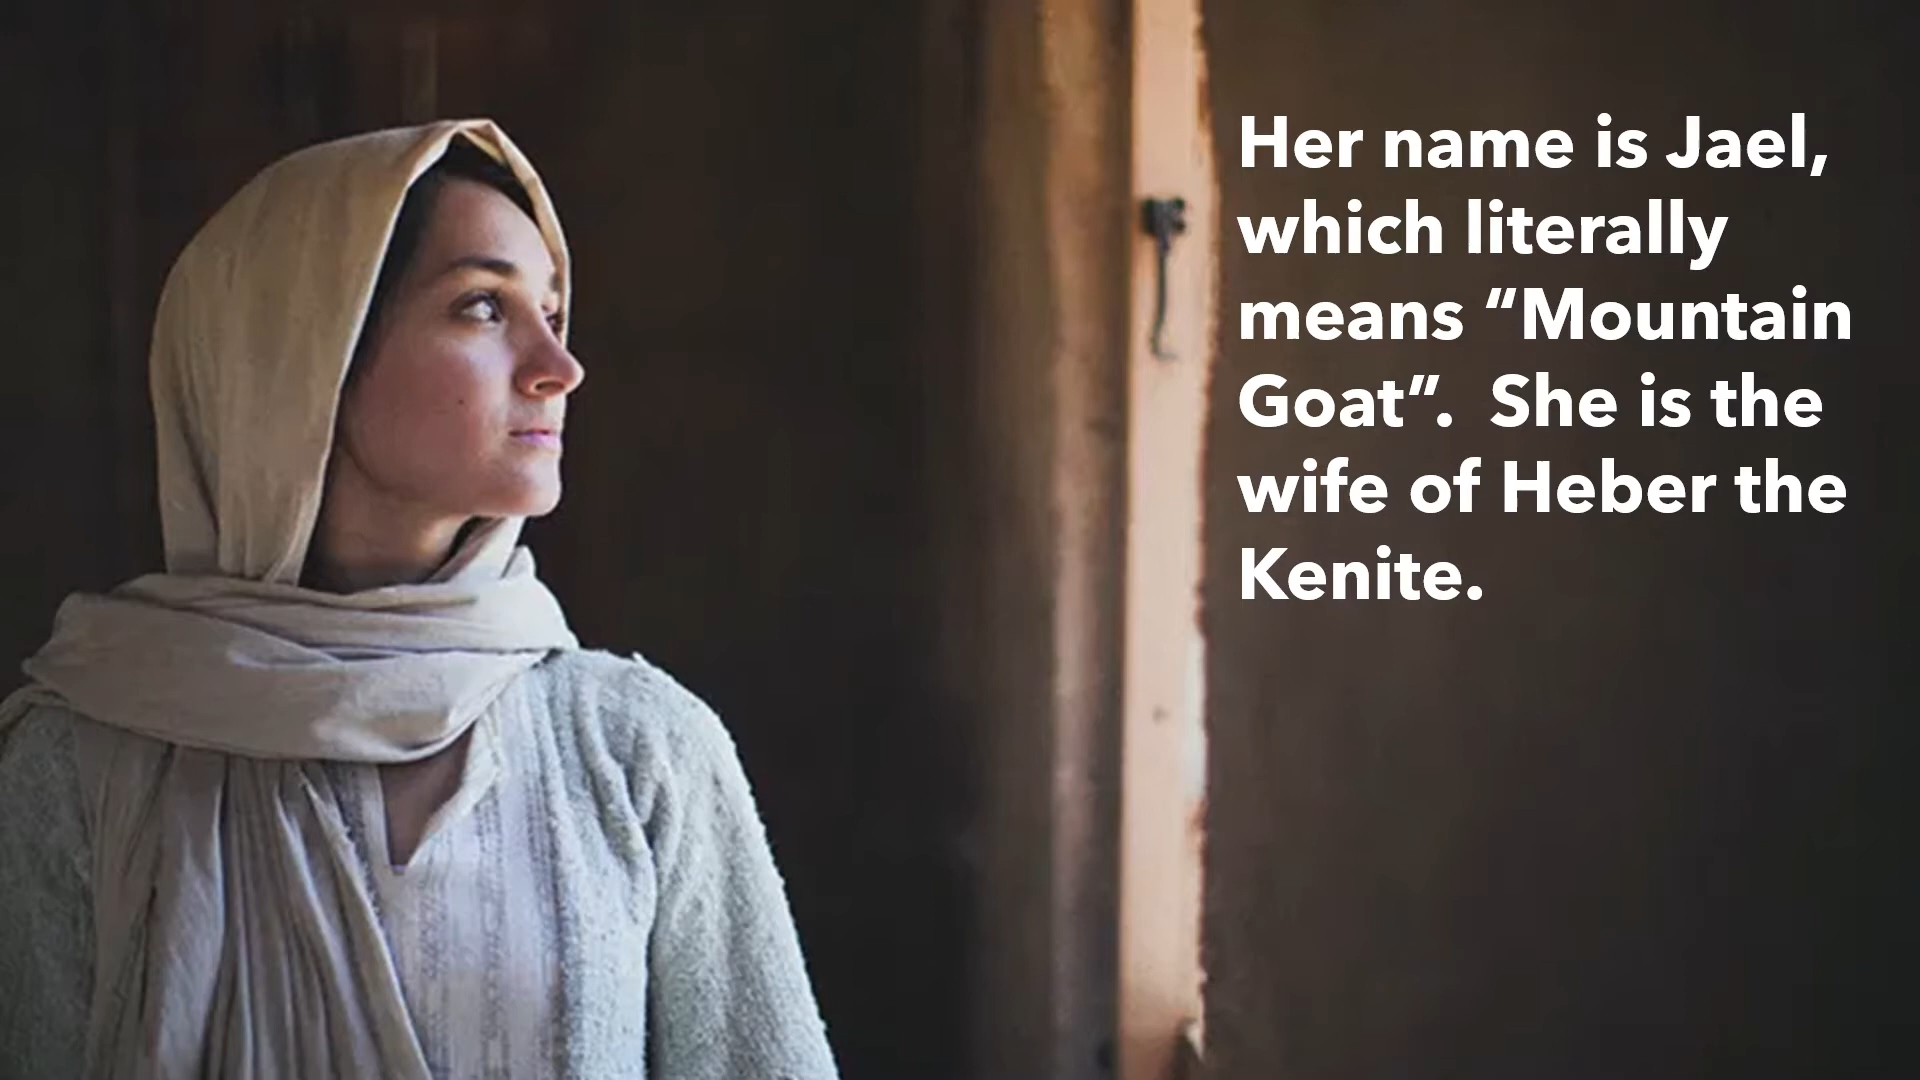 Her name is Jael,
which literally
means “Mountain
Goat”.  She is the
wife of Heber the
Kenite.